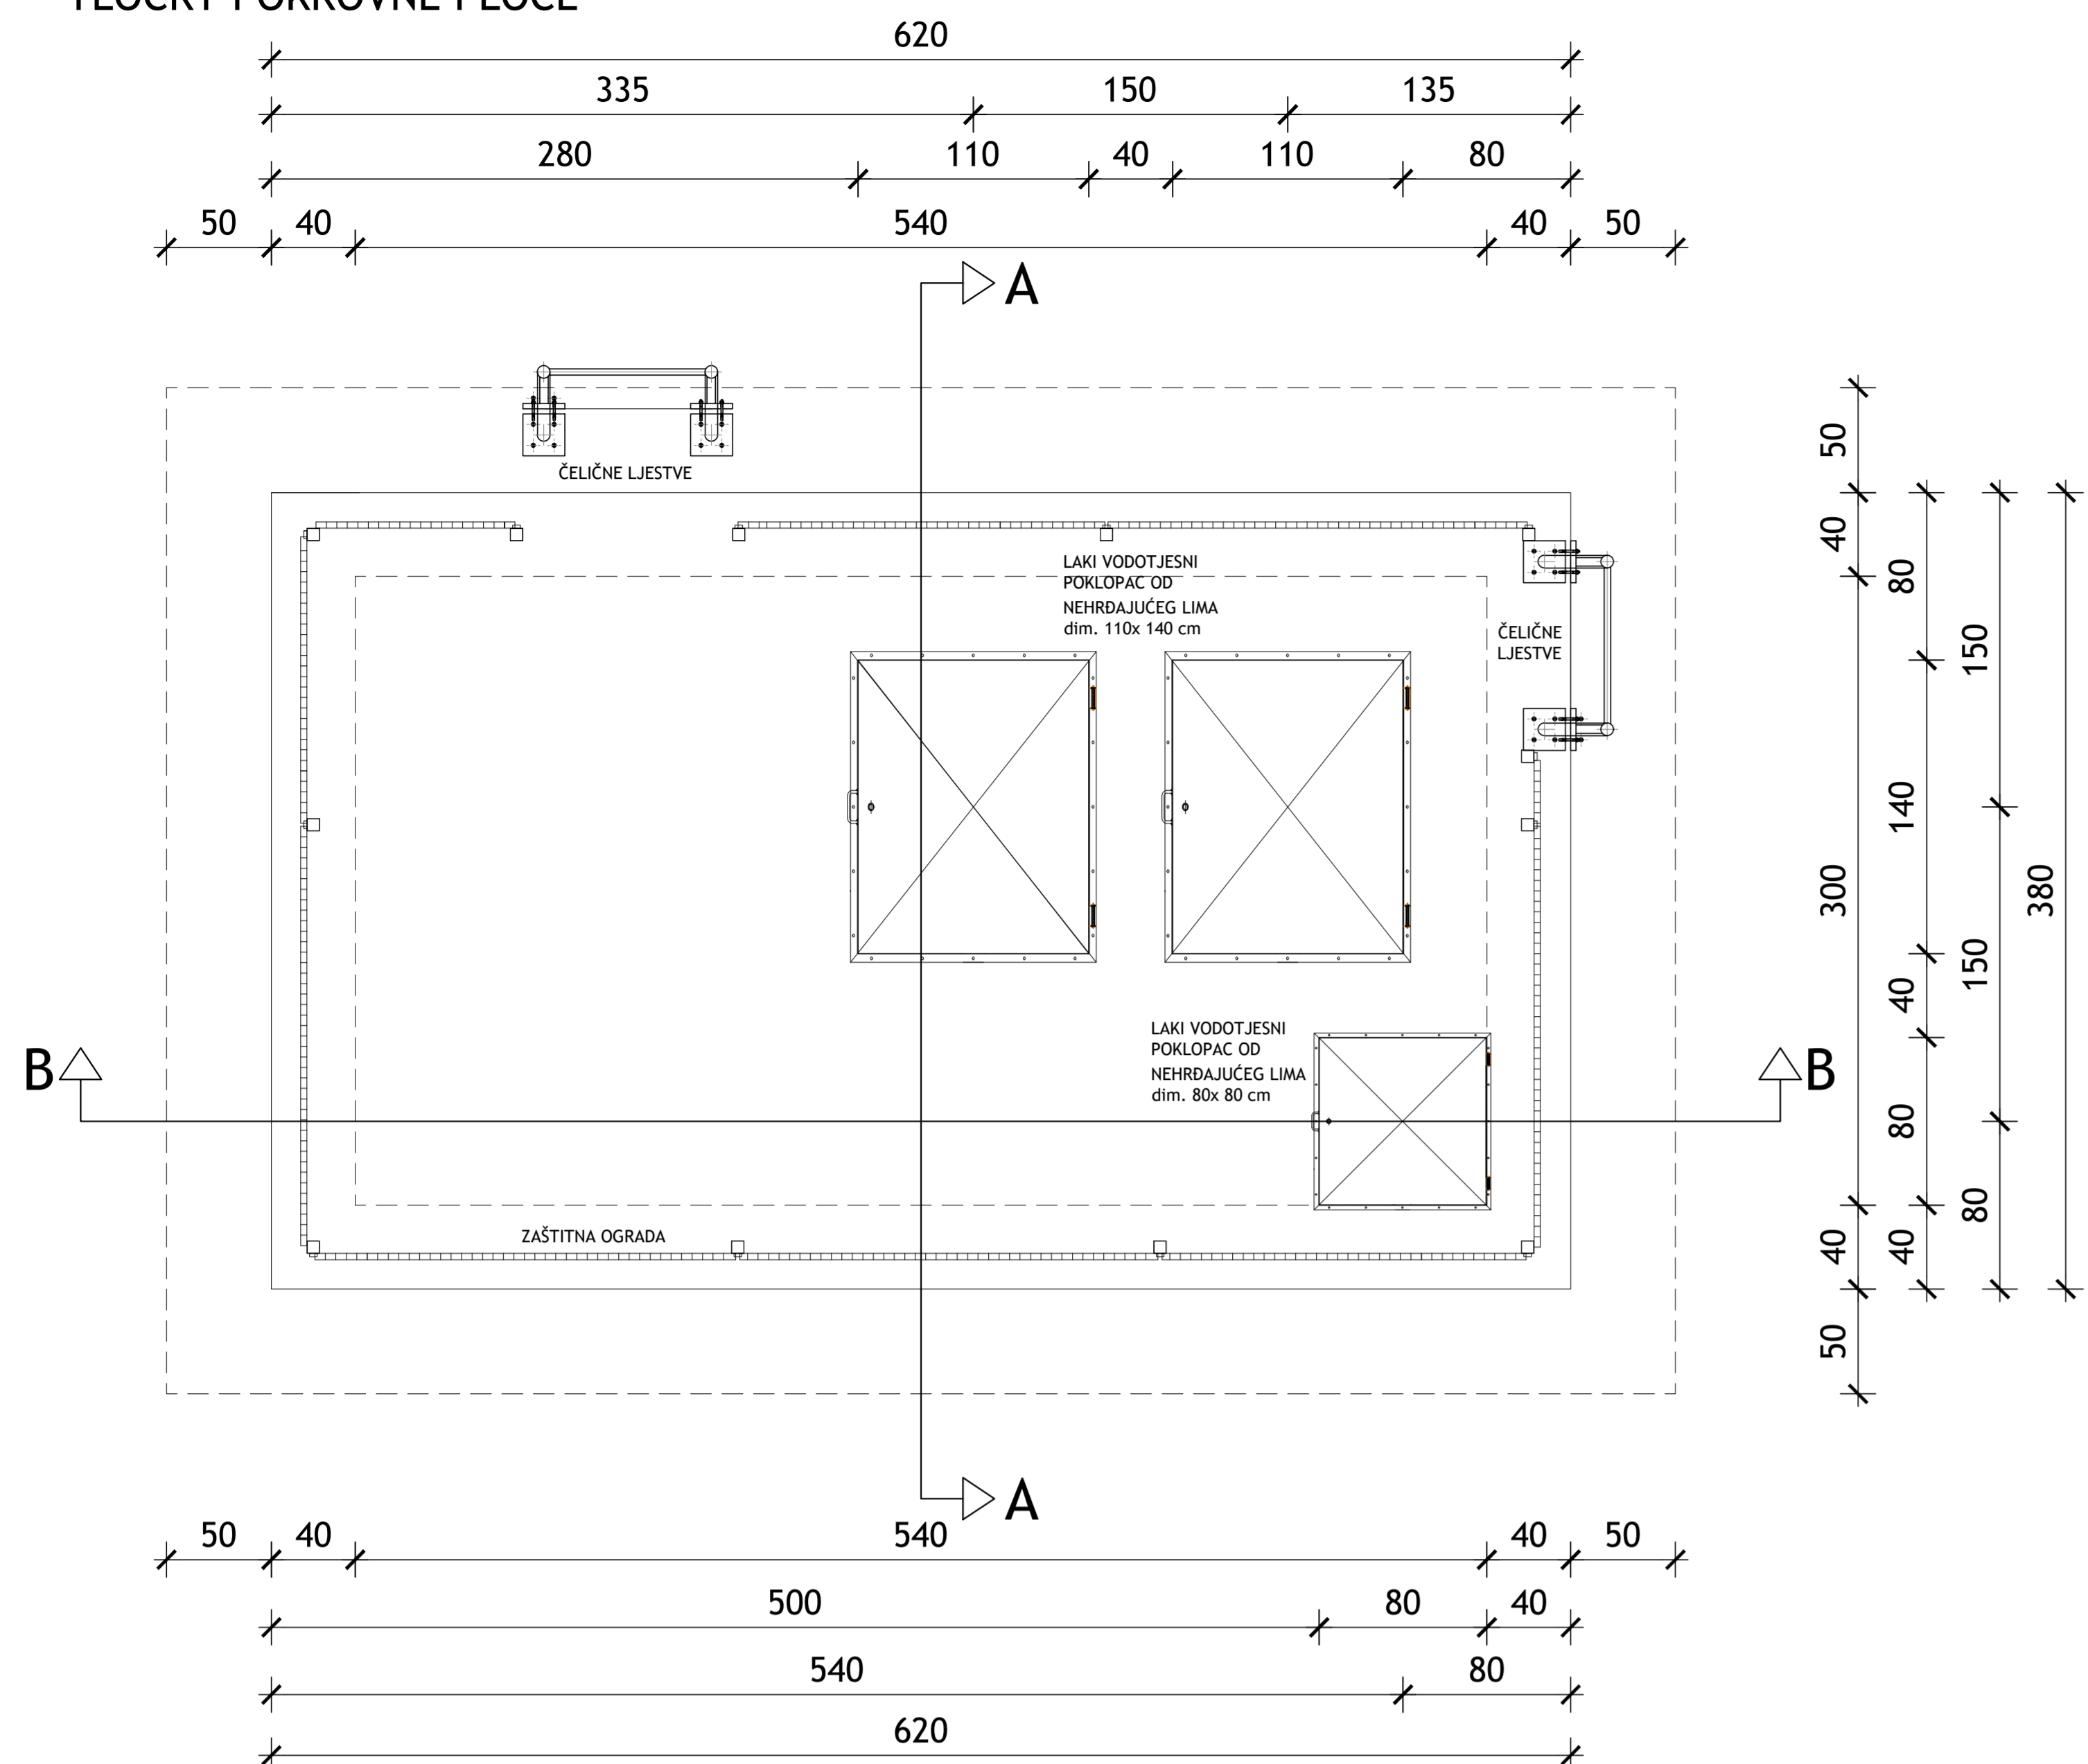 TLOCRT POKROVNE PLOČE
620
335 150 135
280 110 40 110 80
50 40 540 40 50
A
ČELIČNE LJESTVE
LAKI VODOTJESNI
POKLOPAC OD
NEHRĐAJUĆEG LIMA
dim. 110x 140 cm
ČELIČNE
LJESTVE
LAKI VODOTJESNI
POKLOPAC OD
NEHRĐAJUĆEG LIMA
dim. 80x 80 cm
B
B
ZAŠTITNA OGRADA
50 40 300 40 50
80 140 40 80 40
150 150 80
380
A
50 40 540 40 50
500 80 40
540 80
620